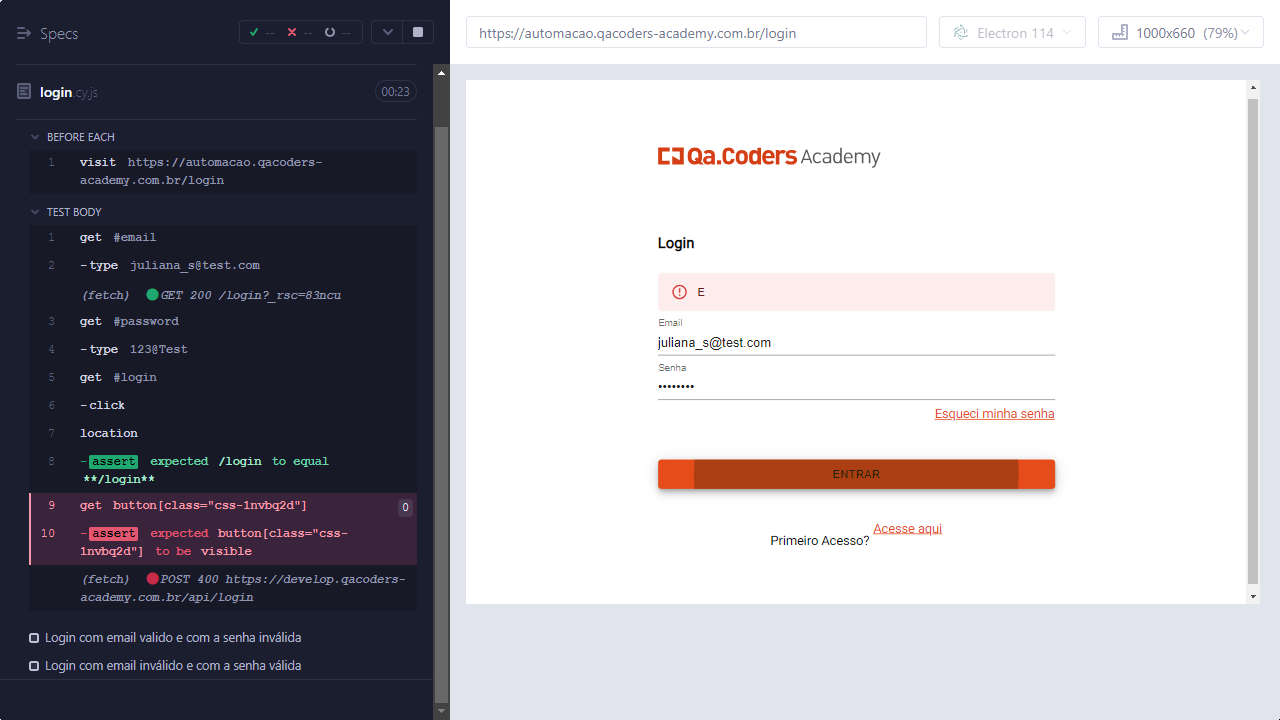 Specs
-- -- --
https://automacao.qacoders-academy.com.br/login
Electron 114
1000x660 (79%)
login.cy.js
00:23
BEFORE EACH
1 visit https://automacao.qacoders-
academy.com.br/login
TEST BODY
1 get #email
2 -type juliana_s@test.com
(fetch) GET 200 /login?_rsc=83ncu
3 get #password
4 -type 123@Test
5 get #login
6 -click
7 location
8 -assert expected /login to equal
**/login**
9 get button[class="css-1nvbq2d"] 0
10 -assert expected button[class="css-
1nvbq2d"] to be visible
(fetch) POST 400 https://develop.qacoders-
academy.com.br/api/login
Login com email valido e com a senha inválida
Login com email inválido e com a senha válida
Qa.Coders Academy
Login
E
Email
juliana_s@test.com
Senha
••••••••
Esqueci minha senha
ENTRAR
Primeiro Acesso? Acesse aqui